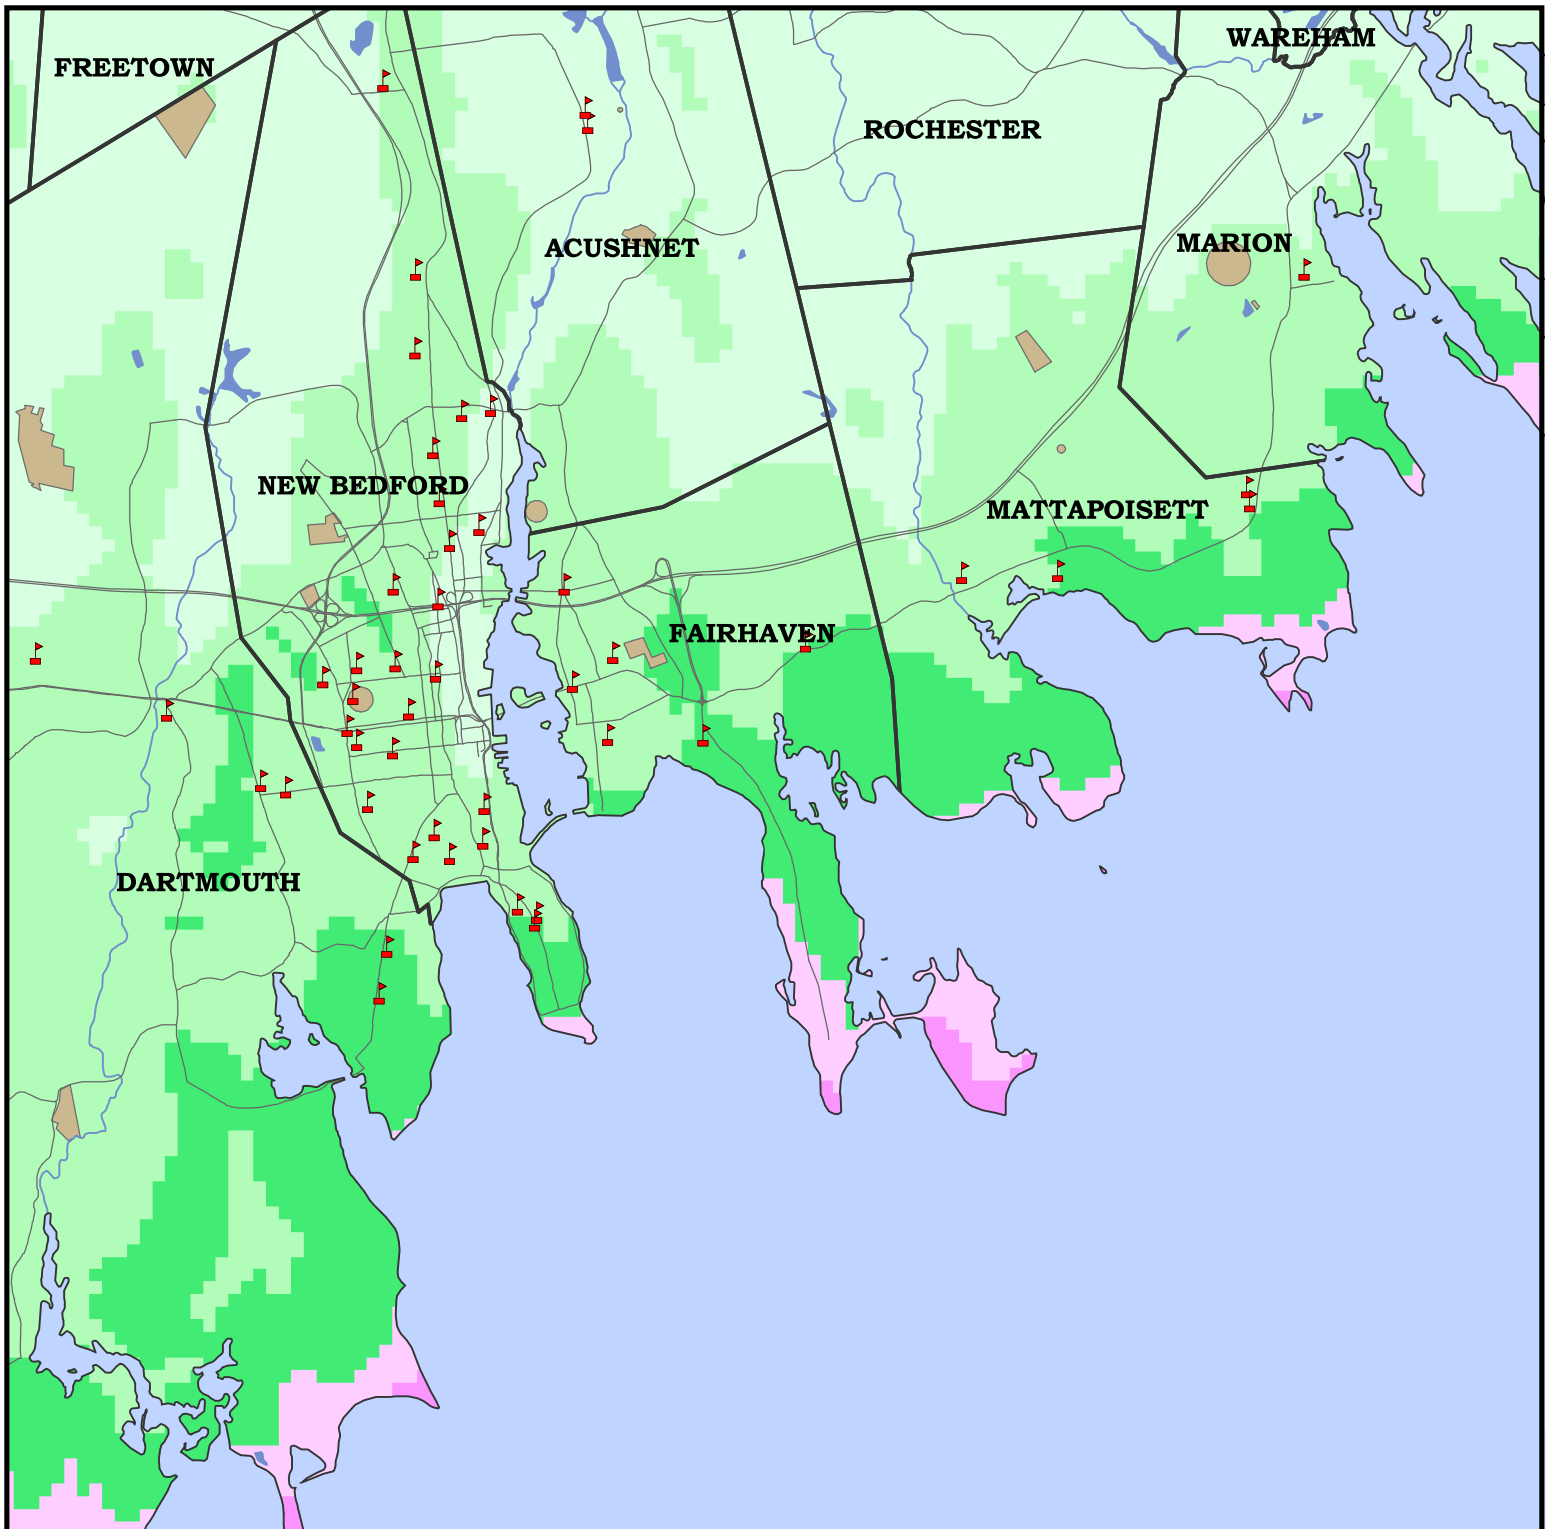 WAREHAM
FREETOWN
ROCHESTER
MARION
ACUSHNET
NEW BEDFORD
MATTAPOISETT
FAIRHAVEN
DARTMOUTH